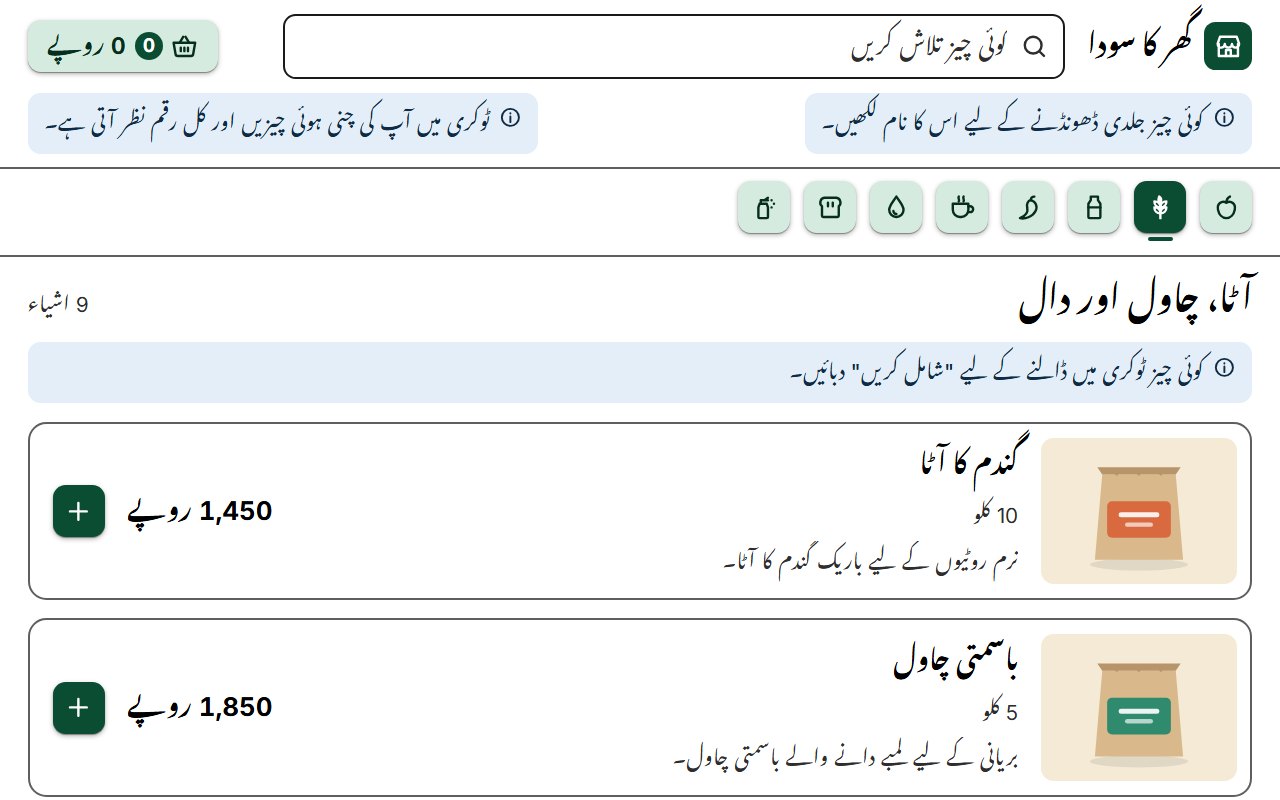 گھر کا سودا
کوئی چیز تلاش کریں
0 0 روپے
کوئی چیز جلدی ڈھونڈنے کے لیے اس کا نام لکھیں۔
ٹوکری میں آپ کی چنی ہوئی چیزیں اور کل رقم نظر آتی ہے۔
آٹا، چاول اور دال
9 اشیاء
کوئی چیز ٹوکری میں ڈالنے کے لیے "شامل کریں" دبائیں۔
گندم کا آٹا
10 کلو
نرم روٹیوں کے لیے باریک گندم کا آٹا۔
1,450 روپے
باسمتی چاول
5 کلو
بریانی کے لیے لمبے دانے والے باسمتی چاول۔
1,850 روپے